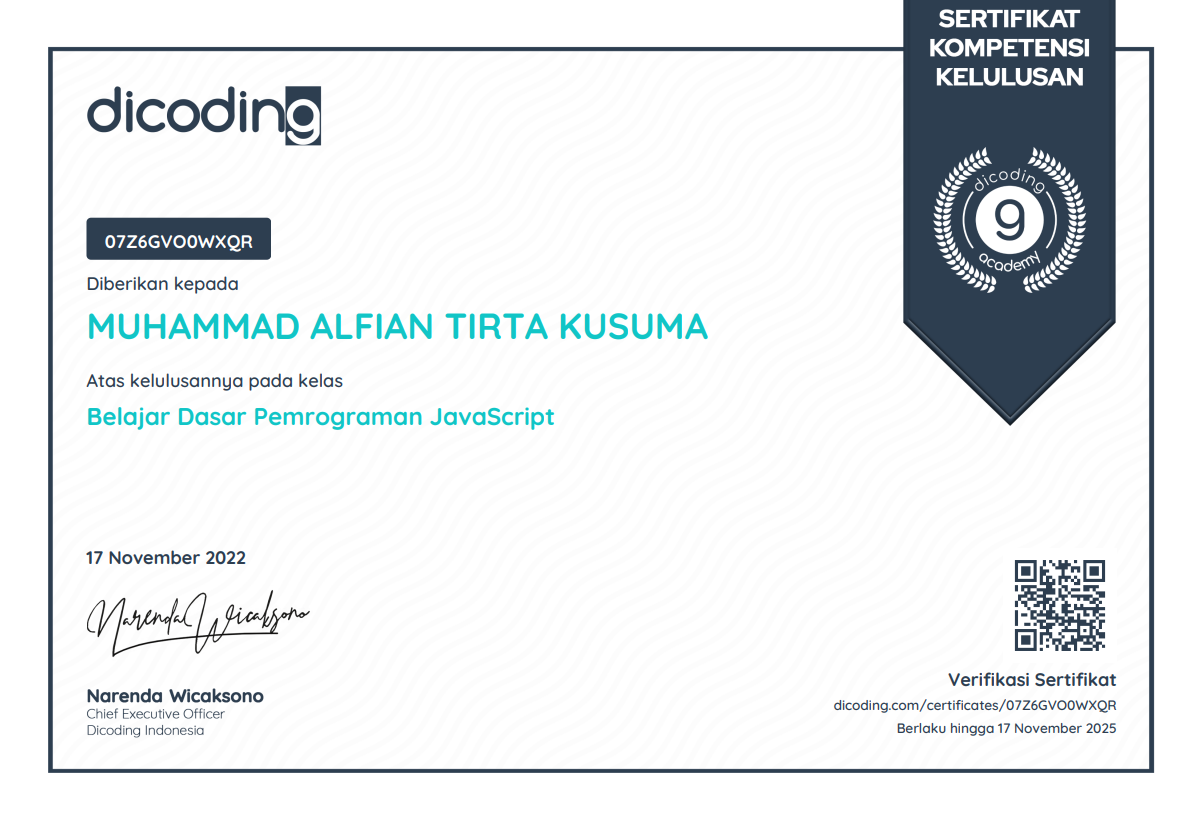 SERTIFIKAT
KOMPETENSI
KELULUSAN
dicoding
dicoding
g
academy
07Z6GVO0WXQR
Diberikan kepada
MUHAMMAD ALFIAN TIRTA KUSUMA
Atas kelulusannya pada kelas
Belajar Dasar Pemrograman JavaScript
17 November 2022
Narenda Wicaksono
Narenda Wicaksono
Chief Executive Officer
Dicoding Indonesia
Verifikasi Sertifikat
dicoding.com/certificates/07Z6GVO0WXQR
Berlaku hingga 17 November 2025